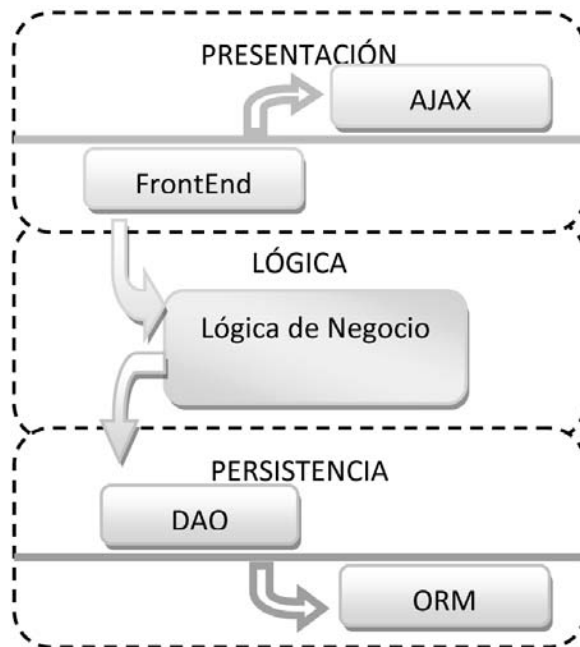 PRESENTACIÓN
AJAX
FrontEnd
LÓGICA
Lógica de Negocio
PERSISTENCIA
DAO
ORM